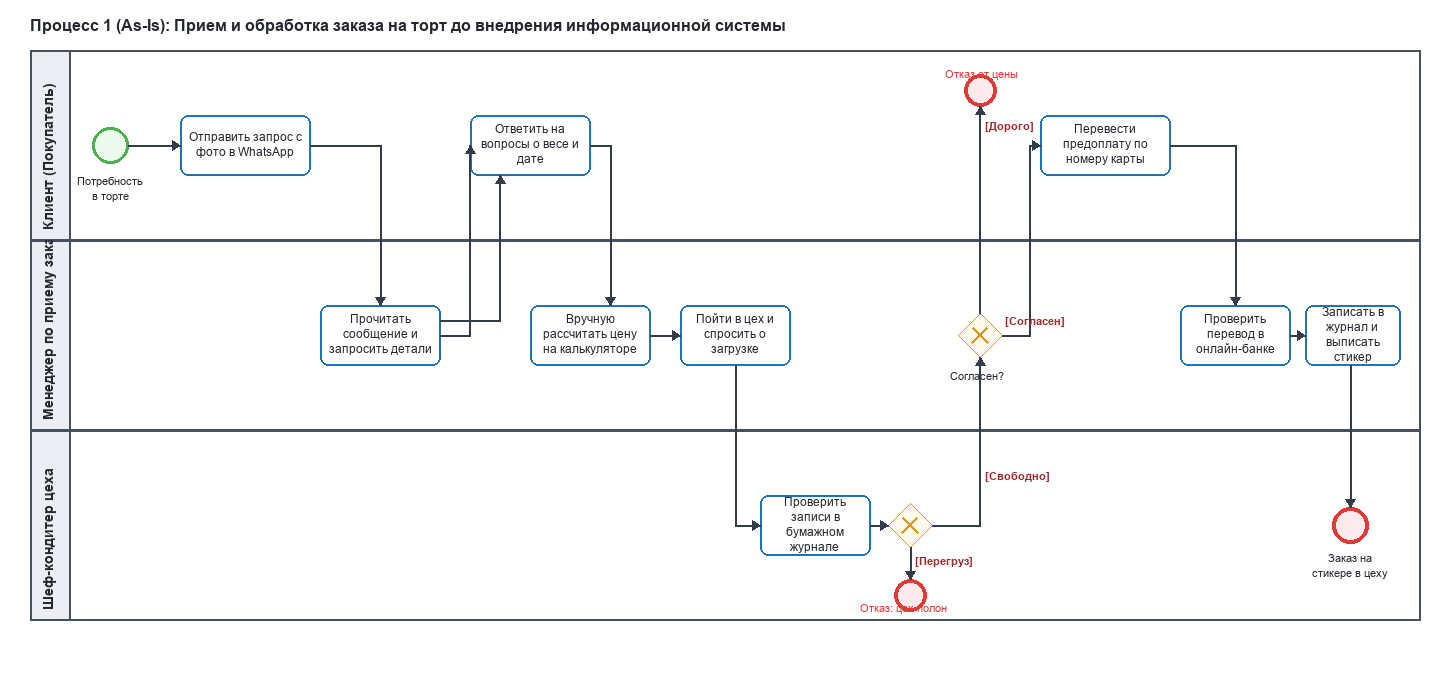 Процесс 1 (As-Is): Прием и обработка заказа на торт до внедрения информационной системы
Клиент (Покупатель)
Потребность
в торте
Отправить запрос с
фото в WhatsApp
Ответить на
вопросы о весе и
дате
Отказ от цены
[Дорого]
Перевести
предоплату по
номеру карты
Менеджер по приему зака
Прочитать
сообщение и
запросить детали
Вручную
рассчитать цену
на калькуляторе
Пойти в цех и
спросить о
загрузке
[Согласен]
Согласен?
Проверить
перевод в
онлайн-банке
Записать в
журнал и
выписать
стикер
Шеф-кондитер цеха
Проверить
записи в
бумажном
журнале
[Свободно]
[Перегруз]
Отказ: цех полон
Заказ на
стикере в цеху